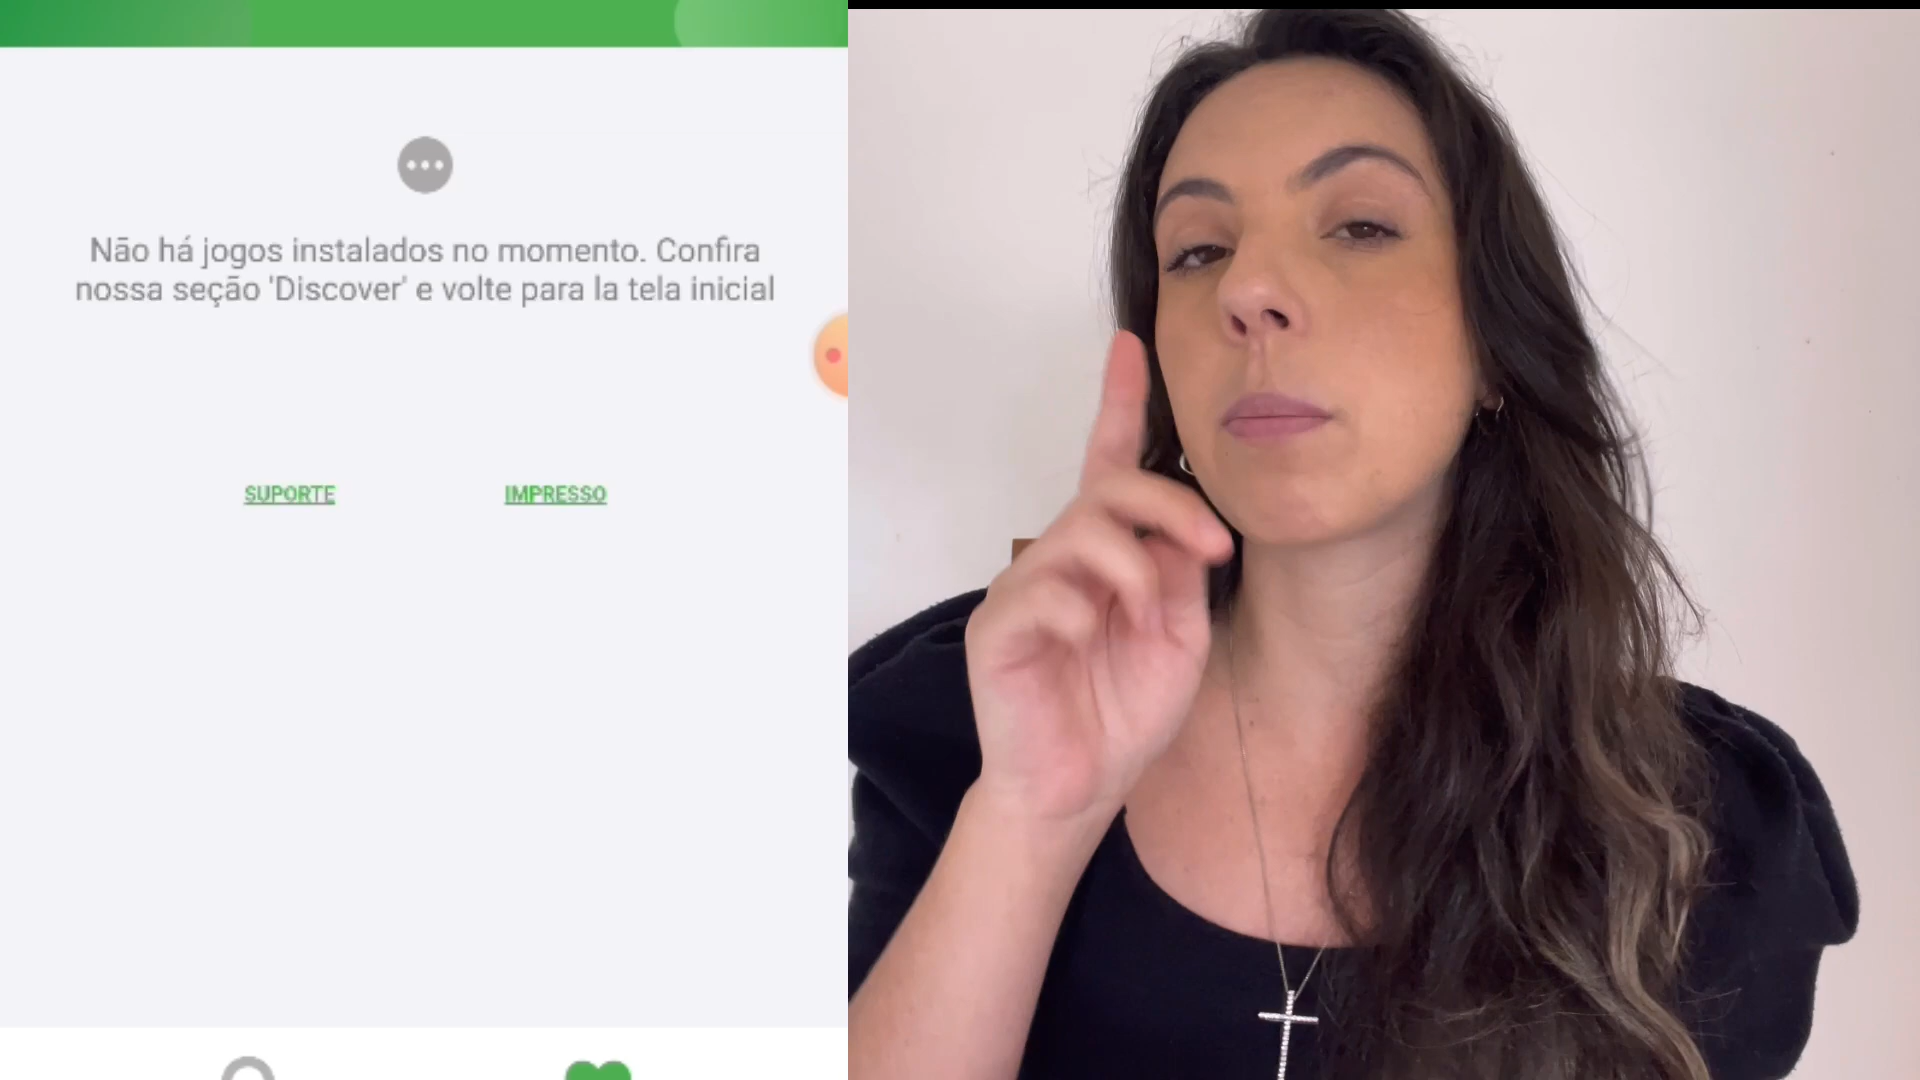 Não há jogos instalados no momento. Confira
nossa seção 'Discover' e volte para la tela inicial
SUPORTE
IMPRESSO